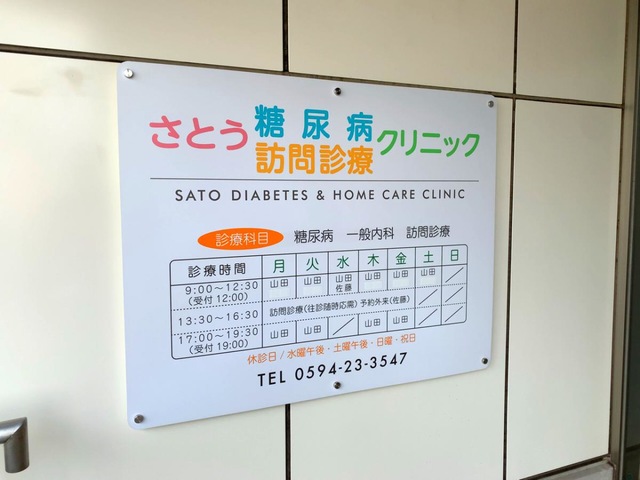 さとう 糖尿病 訪問診療 クリニック
SATO DIABETES & HOME CARE CLINIC
診療科目 糖尿病 一般内科 訪問診療
診療時間 月 火 水 木 金 土 日
9:00～12:30 (受付12:00) 山田 山田 山田 佐藤 山田 山田 山田 ／
13:30～16:30 訪問診療(往診随時応需) 予約外来(佐藤) ／ ／
17:00～19:30 (受付19:00) 山田 山田 ／ 山田 山田 ／ ／
休診日/水曜午後・土曜午後・日曜・祝日
TEL 0594-23-3547